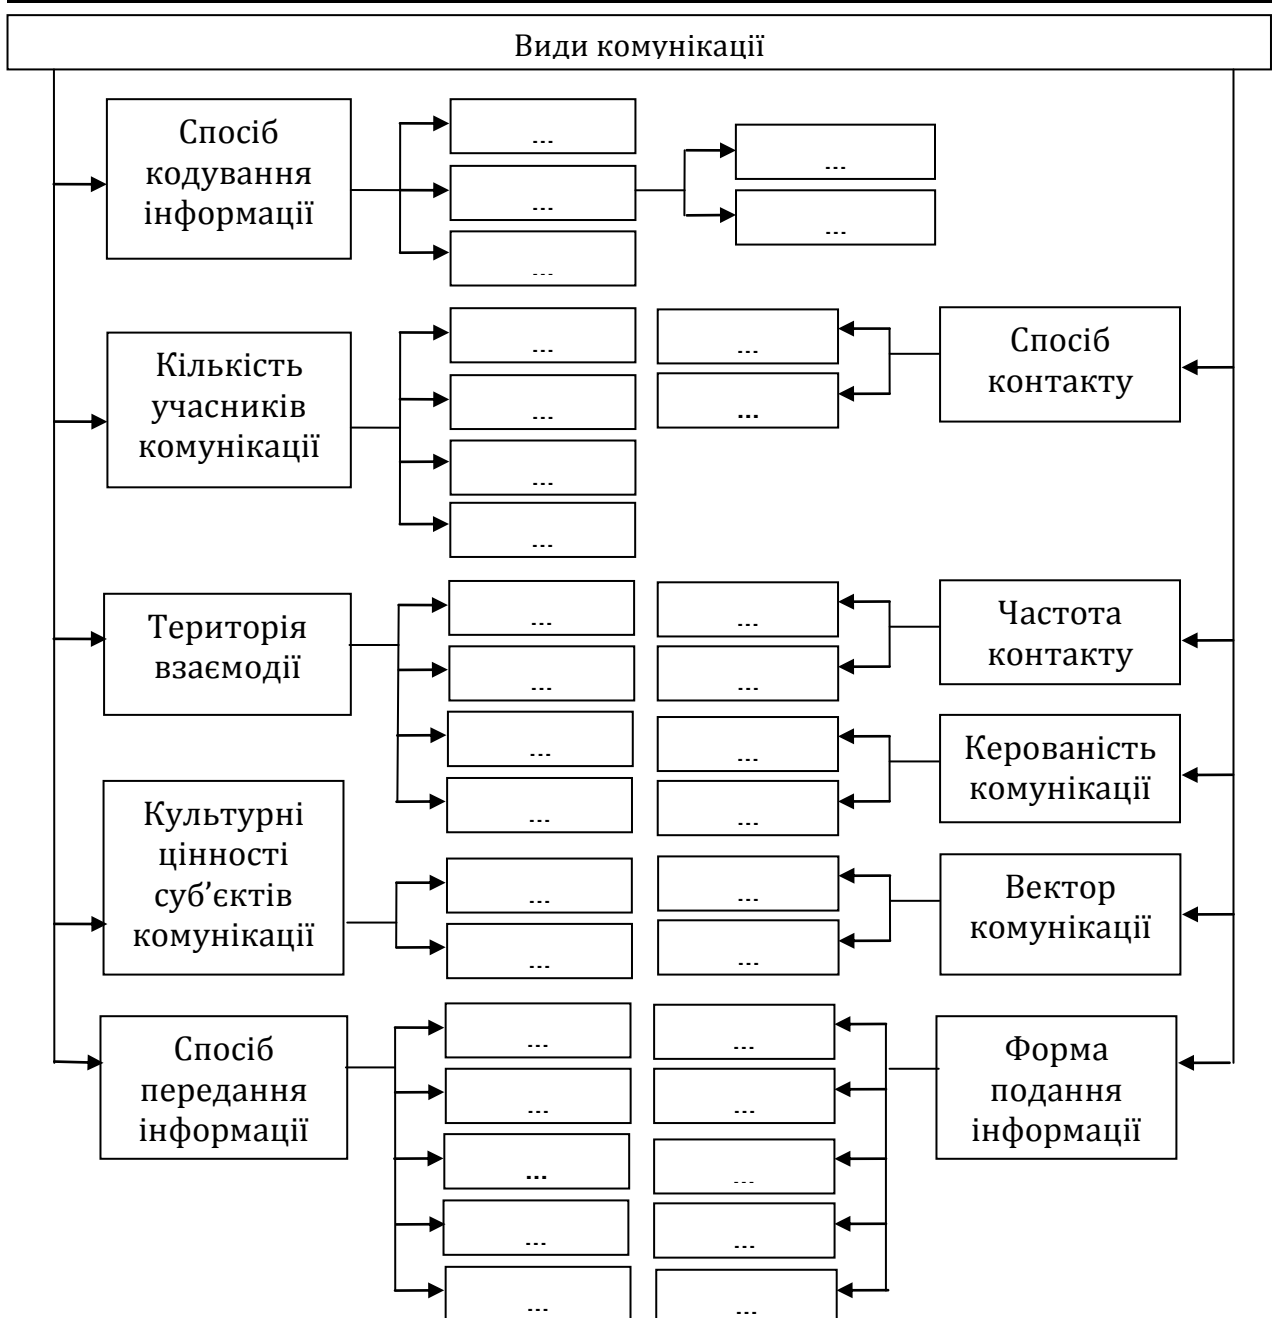 Види комунікації
Спосіб
кодування
інформації
...
...
...
...
...
Кількість
учасників
комунікації
...
...
...
...
...
...
Спосіб
контакту
Територія
взаємодії
...
...
...
...
...
...
Частота
контакту
...
...
Керованість
комунікації
Культурні
цінності
суб’єктів
комунікації
...
...
...
...
Вектор
комунікації
Спосіб
передання
інформації
...
...
...
...
...
...
...
...
...
...
Форма
подання
інформації